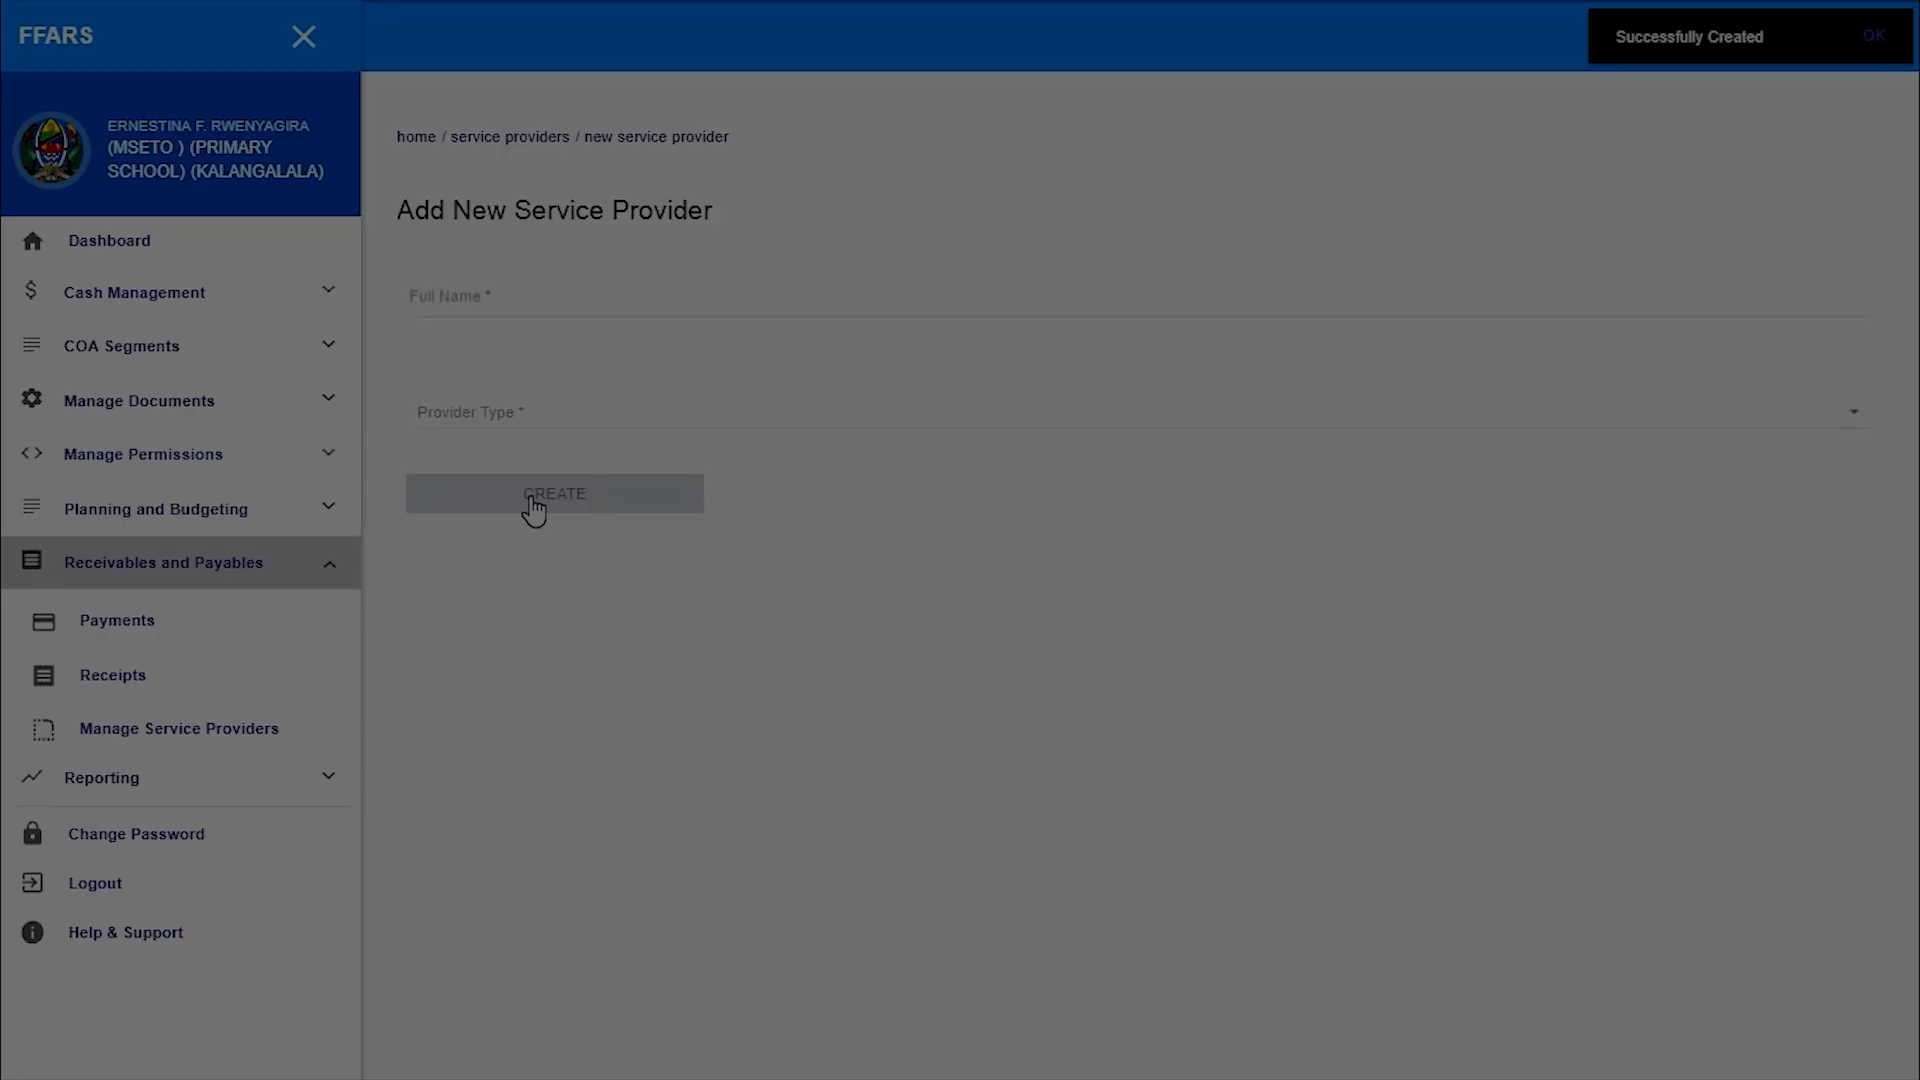 FFARS
Successfully Created
OK
ERNESTINA F. RWENYAGIRA
(MSETO ) (PRIMARY
SCHOOL) (KALANGALALA)
home / service providers / new service provider
Add New Service Provider
Full Name *
Provider Type *
CREATE
Dashboard
Cash Management
COA Segments
Manage Documents
Manage Permissions
Planning and Budgeting
Receivables and Payables
Payments
Receipts
Manage Service Providers
Reporting
Change Password
Logout
Help & Support